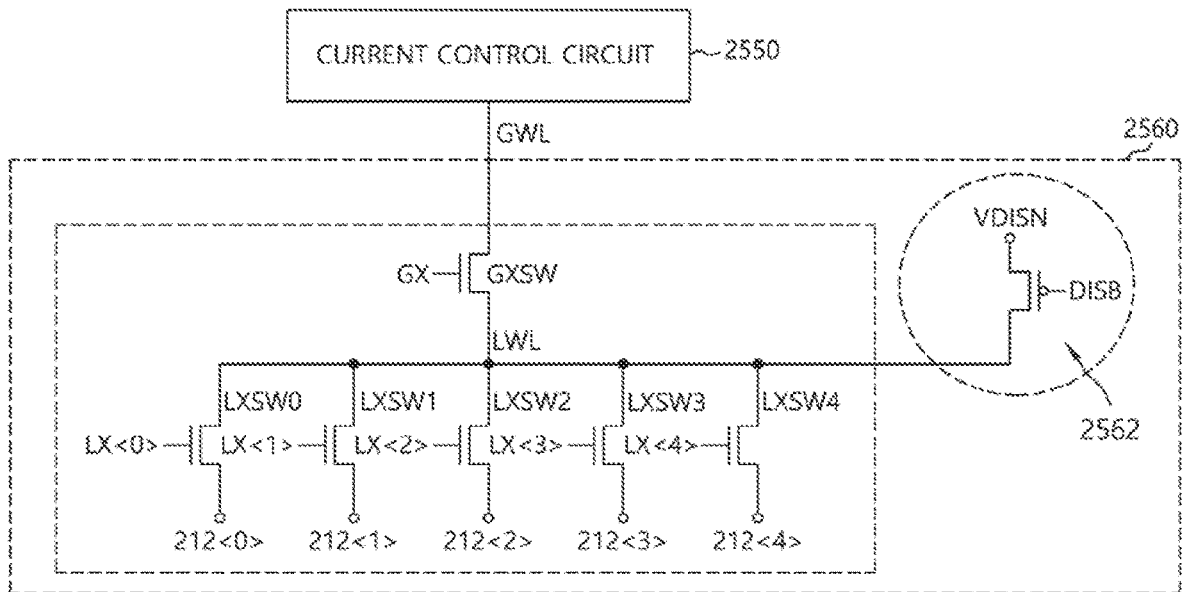 CURRENT CONTROL CIRCUIT
2550
GWL
2560
VDISN
GX
GXSW
DISB
LWL
LXSW0 LXSW1 LXSW2 LXSW3 LXSW4
2562
LX<0> LX<1> LX<2> LX<3> LX<4>
212<0> 212<1> 212<2> 212<3> 212<4>